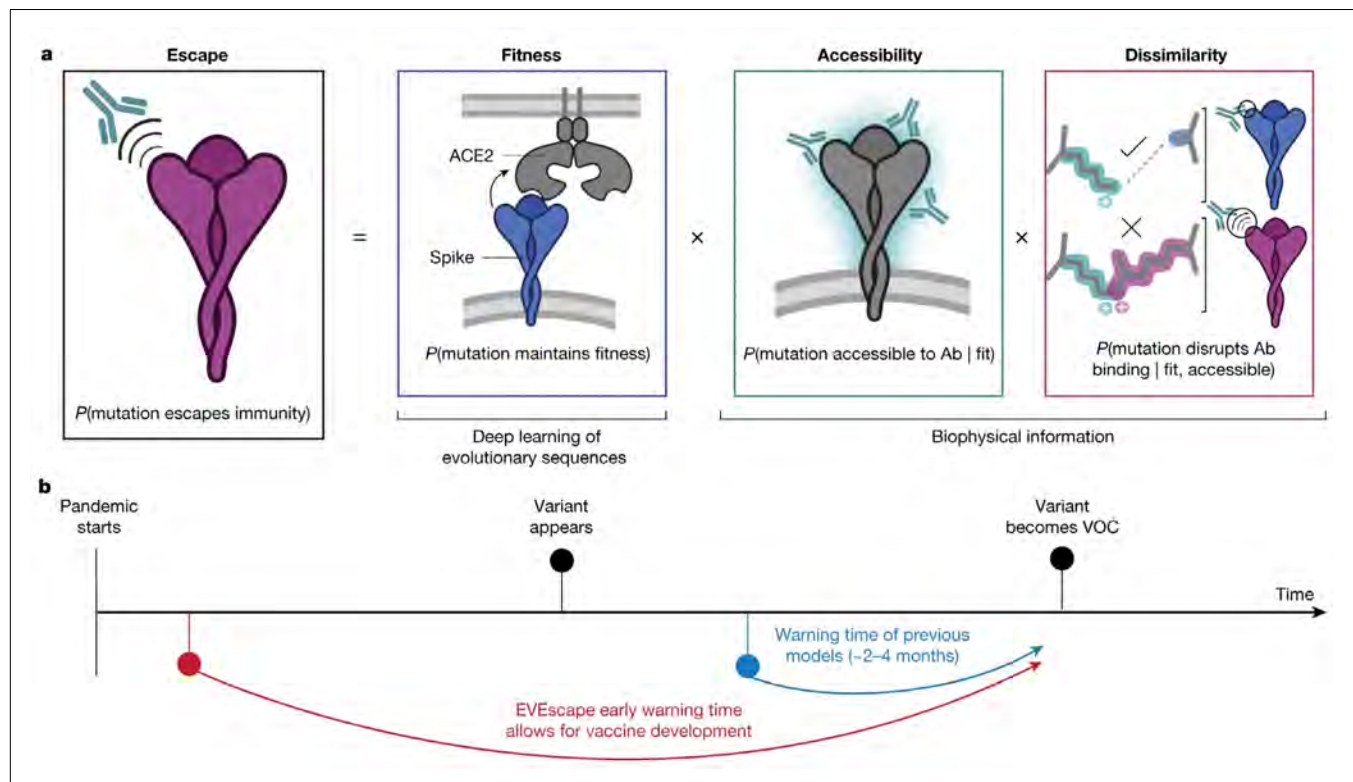 a
Escape
Fitness
Accessibility
Dissimilarity
ACE2
Spike
=
×
×
P(mutation escapes immunity)
P(mutation maintains fitness)
P(mutation accessible to Ab | fit)
P(mutation disrupts Ab
binding | fit, accessible)
Deep learning of
evolutionary sequences
Biophysical information
b
Pandemic
starts
Variant
appears
Variant
becomes VOC
Time
Warning time of previous
models (~2–4 months)
EVEscape early warning time
allows for vaccine development